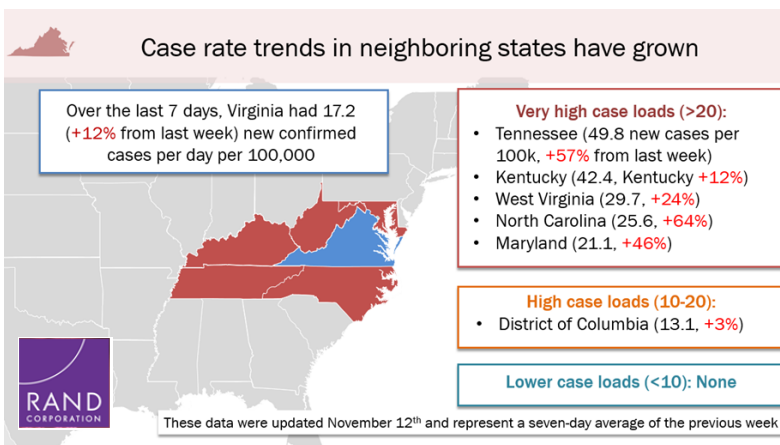 Case rate trends in neighboring states have grown
Over the last 7 days, Virginia had 17.2
(+12% from last week) new confirmed
cases per day per 100,000
Very high case loads (>20):
• Tennessee (49.8 new cases per
100k, +57% from last week)
• Kentucky (42.4, Kentucky +12%)
• West Virginia (29.7, +24%)
• North Carolina (25.6, +64%)
• Maryland (21.1, +46%)
High case loads (10-20):
• District of Columbia (13.1, +3%)
Lower case loads (<10): None
RAND
CORPORATION
These data were updated November 12th and represent a seven-day average of the previous week